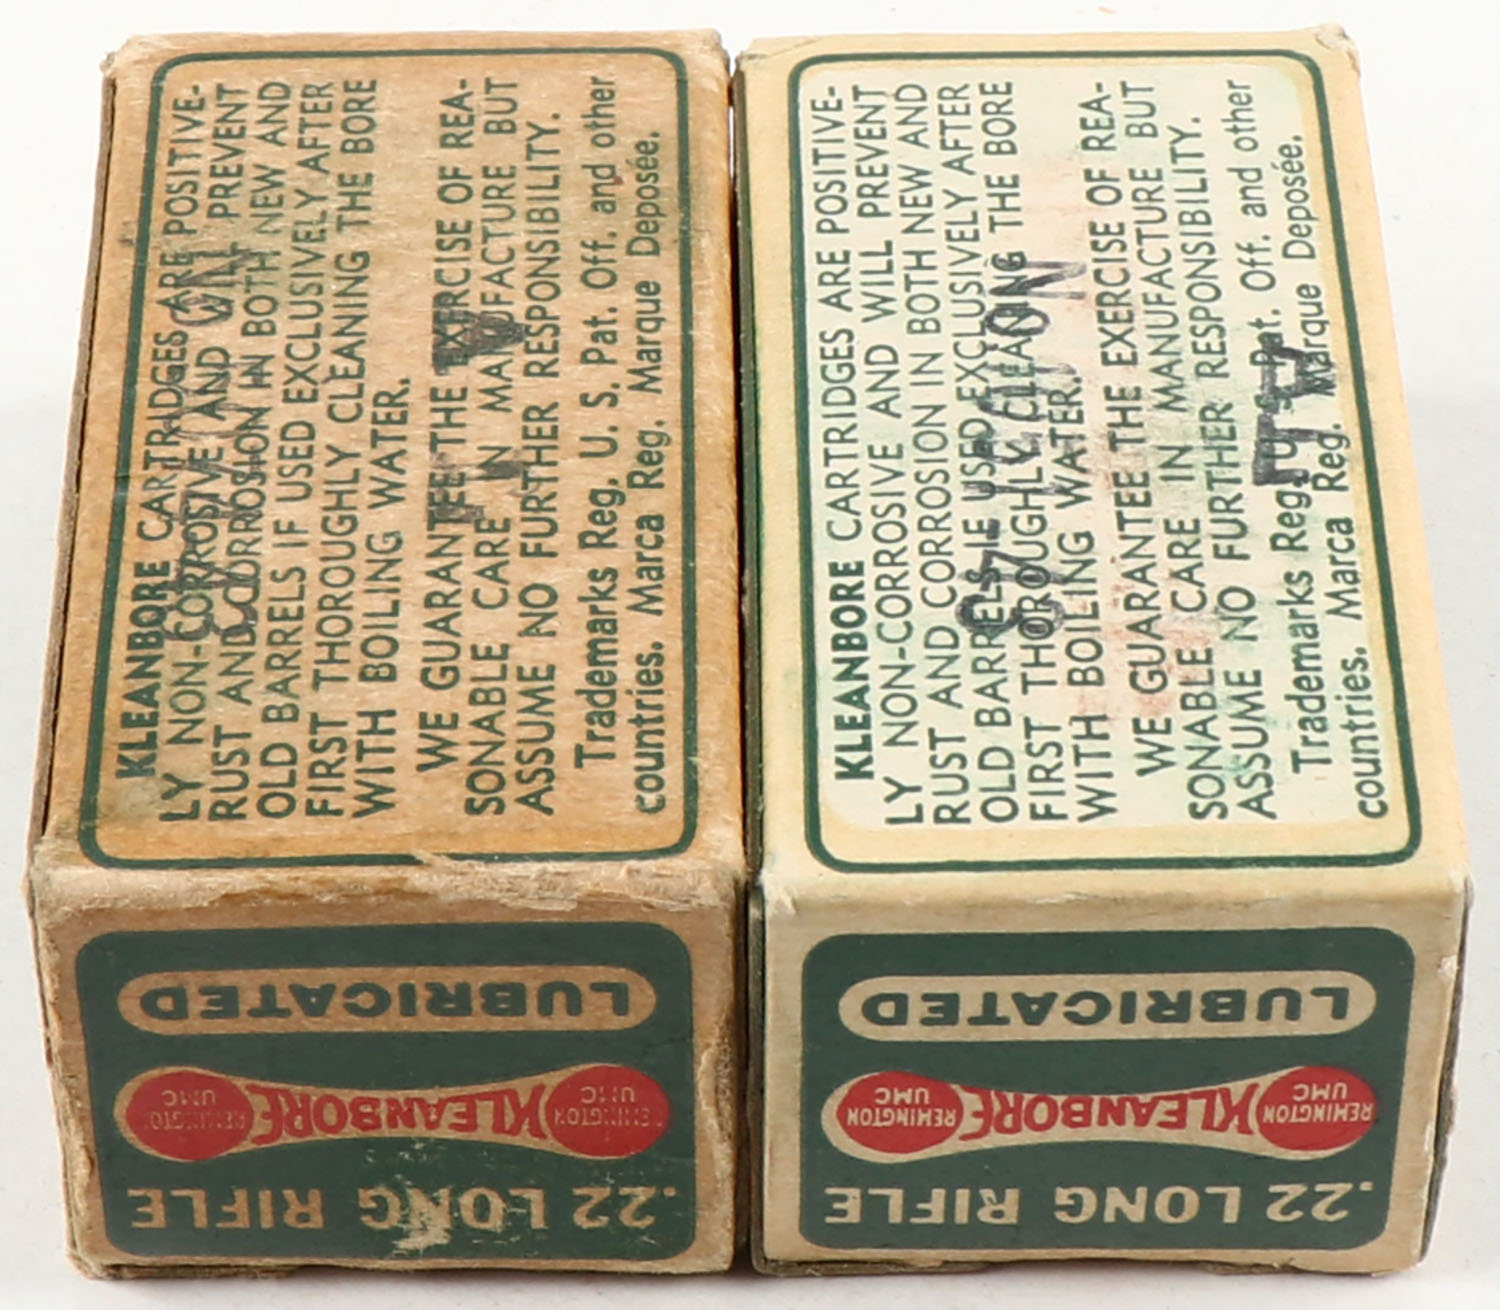 KLEANBORE CARTRIDGES ARE POSITIVE-
LY NON-CORROSIVE AND WILL PREVENT
RUST AND CORROSION IN BOTH NEW AND
OLD BARRELS IF USED EXCLUSIVELY AFTER
FIRST THOROUGHLY CLEANING THE BORE
WITH BOILING WATER.
WE GUARANTEE THE EXERCISE OF REA-
SONABLE CARE IN MANUFACTURE BUT
ASSUME NO FURTHER RESPONSIBILITY.
Trademarks Reg. U. S. Pat. Off. and other
countries. Marca Reg. Marque Deposée.
.22 LONG RIFLE
REMINGTON UMC KLEANBORE REMINGTON UMC
LUBRICATED
KLEANBORE CARTRIDGES ARE POSITIVE-
LY NON-CORROSIVE AND WILL PREVENT
RUST AND CORROSION IN BOTH NEW AND
OLD BARRELS IF USED EXCLUSIVELY AFTER
FIRST THOROUGHLY CLEANING THE BORE
WITH BOILING WATER.
WE GUARANTEE THE EXERCISE OF REA-
SONABLE CARE IN MANUFACTURE BUT
ASSUME NO FURTHER RESPONSIBILITY.
Trademarks Reg. U. S. Pat. Off. and other
countries. Marca Reg. Marque Deposée.
.22 LONG RIFLE
REMINGTON UMC KLEANBORE REMINGTON UMC
LUBRICATED